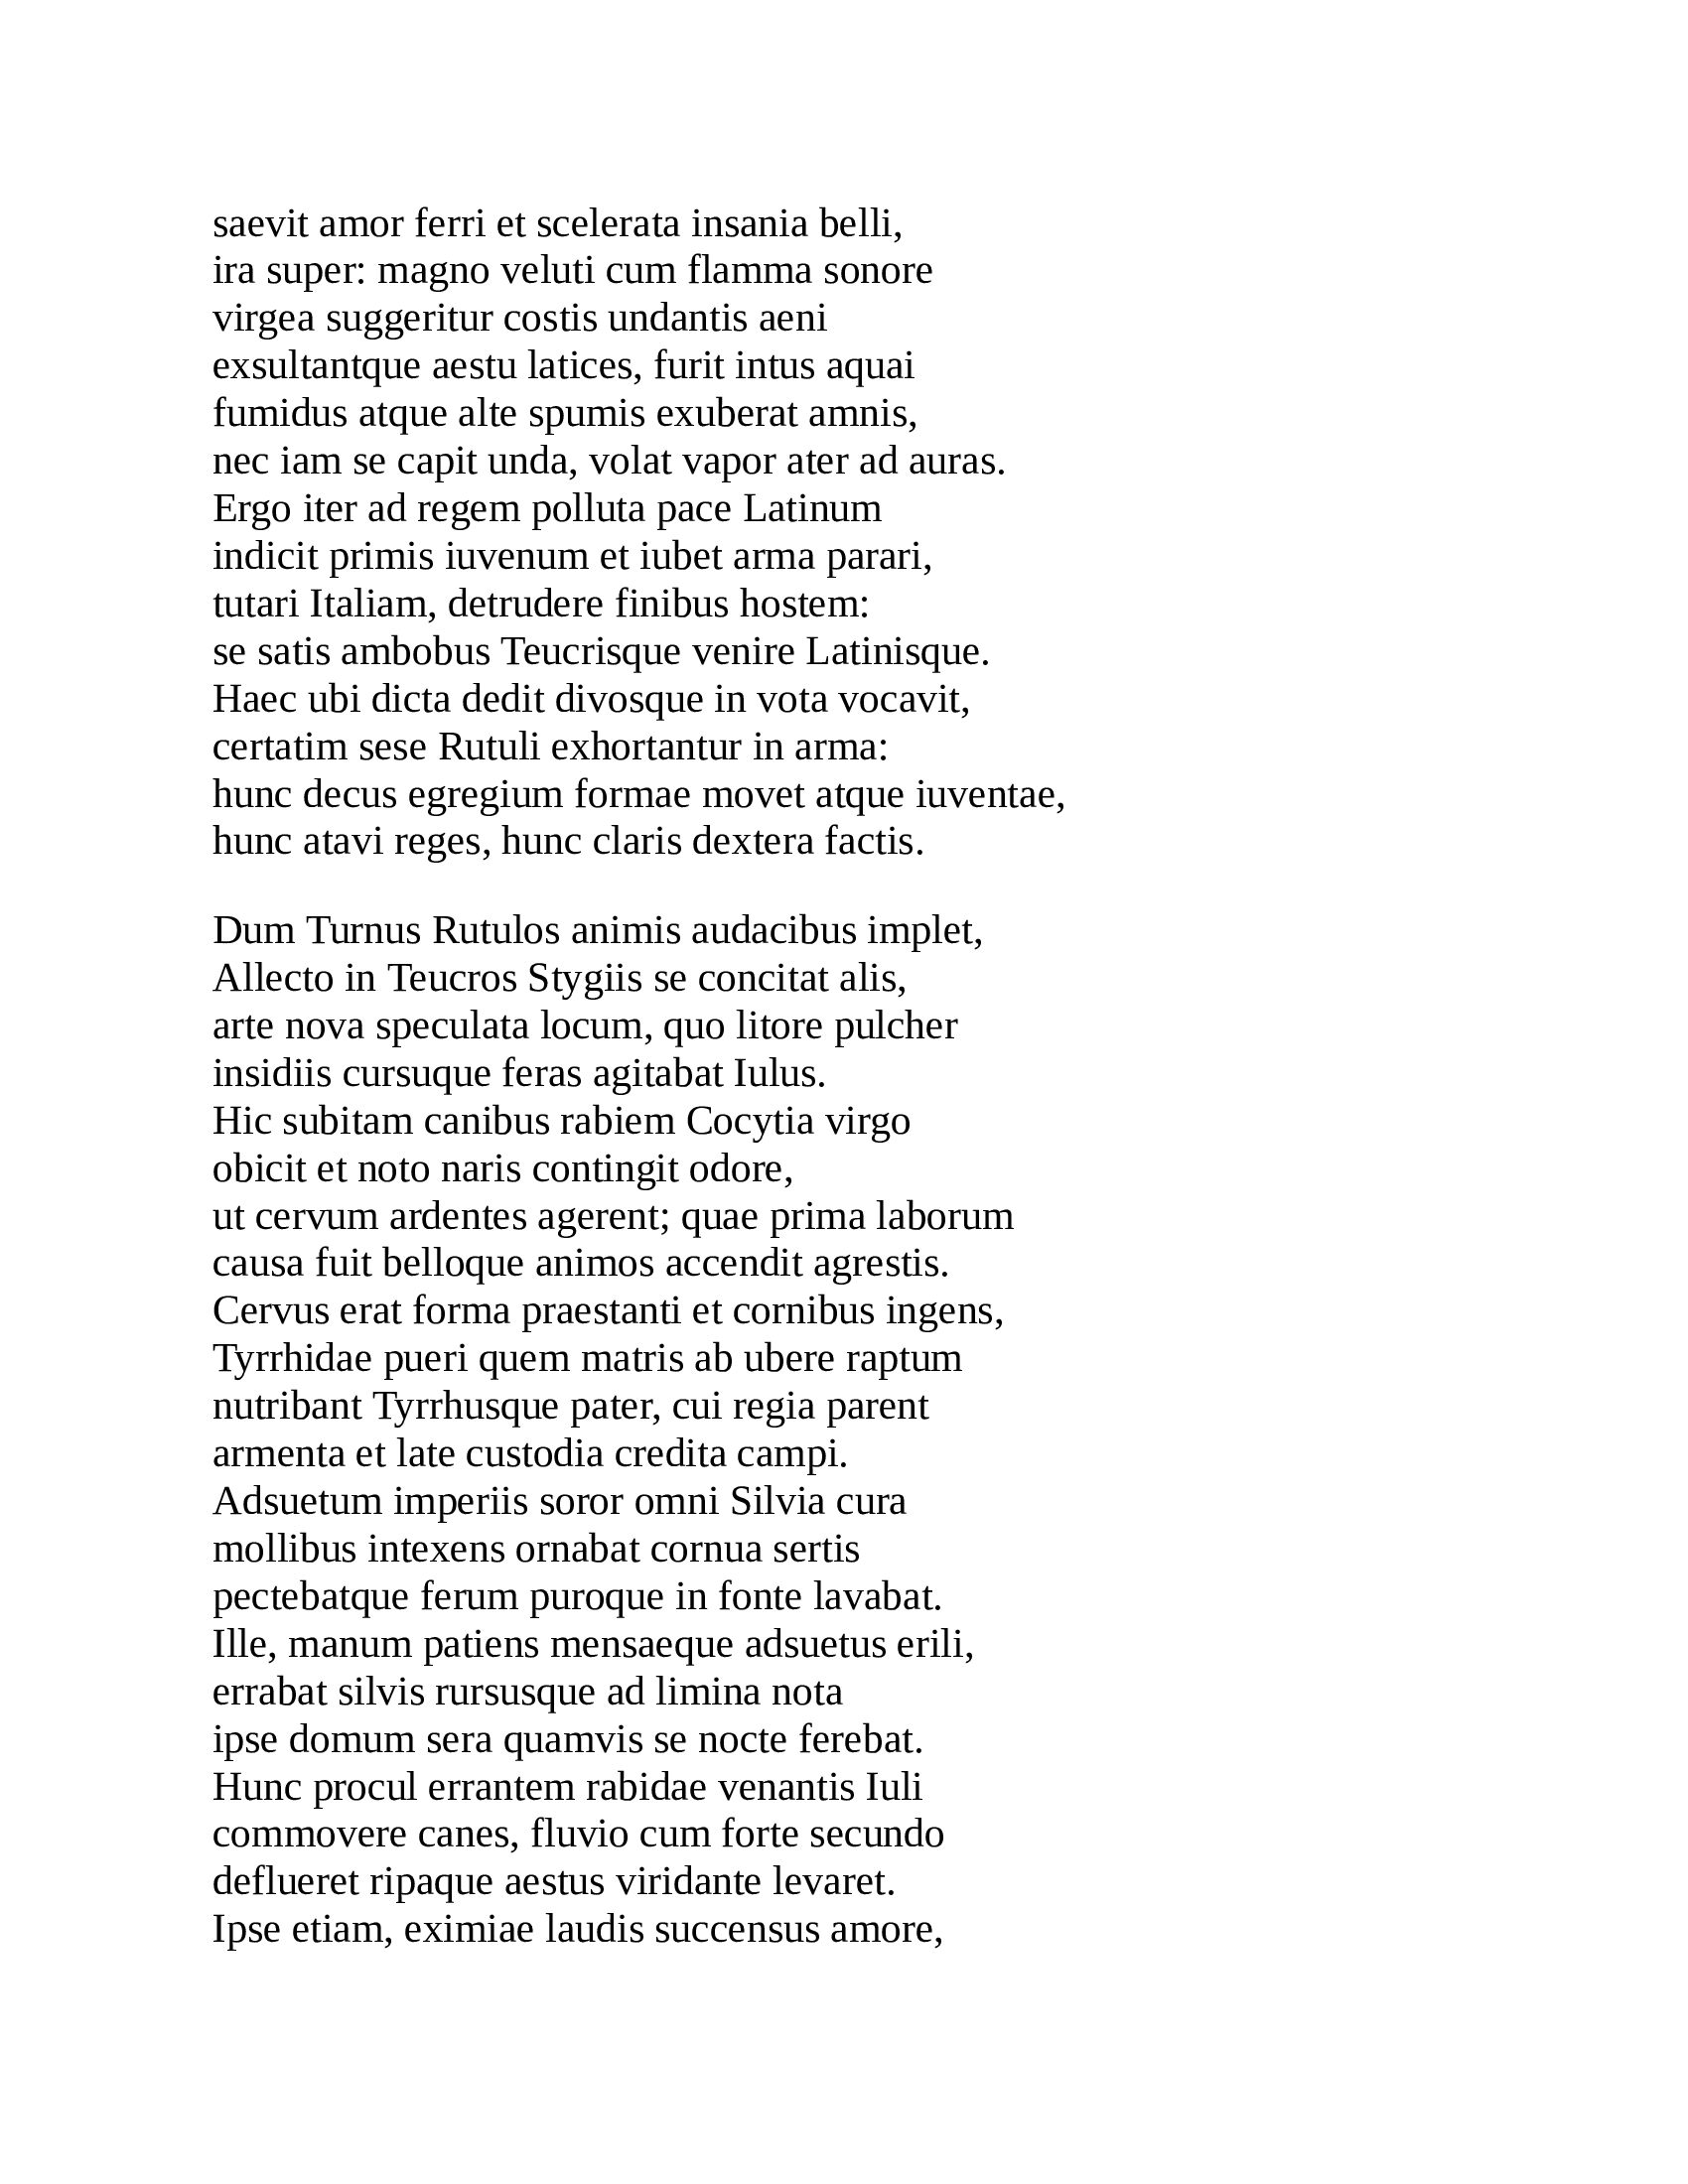 saevit amor ferri et scelerata insania belli,
ira super: magno veluti cum flamma sonore
virgea suggeritur costis undantis aeni
exsultantque aestu latices, furit intus aquai
fumidus atque alte spumis exuberat amnis,
nec iam se capit unda, volat vapor ater ad auras.
Ergo iter ad regem polluta pace Latinum
indicit primis iuvenum et iubet arma parari,
tutari Italiam, detrudere finibus hostem:
se satis ambobus Teucrisque venire Latinisque.
Haec ubi dicta dedit divosque in vota vocavit,
certatim sese Rutuli exhortantur in arma:
hunc decus egregium formae movet atque iuventae,
hunc atavi reges, hunc claris dextera factis.

Dum Turnus Rutulos animis audacibus implet,
Allecto in Teucros Stygiis se concitat alis,
arte nova speculata locum, quo litore pulcher
insidiis cursuque feras agitabat Iulus.
Hic subitam canibus rabiem Cocytia virgo
obicit et noto naris contingit odore,
ut cervum ardentes agerent; quae prima laborum
causa fuit belloque animos accendit agrestis.
Cervus erat forma praestanti et cornibus ingens,
Tyrrhidae pueri quem matris ab ubere raptum
nutribant Tyrrhusque pater, cui regia parent
armenta et late custodia credita campi.
Adsuetum imperiis soror omni Silvia cura
mollibus intexens ornabat cornua sertis
pectebatque ferum puroque in fonte lavabat.
Ille, manum patiens mensaeque adsuetus erili,
errabat silvis rursusque ad limina nota
ipse domum sera quamvis se nocte ferebat.
Hunc procul errantem rabidae venantis Iuli
commovere canes, fluvio cum forte secundo
deflueret ripaque aestus viridante levaret.
Ipse etiam, eximiae laudis succensus amore,